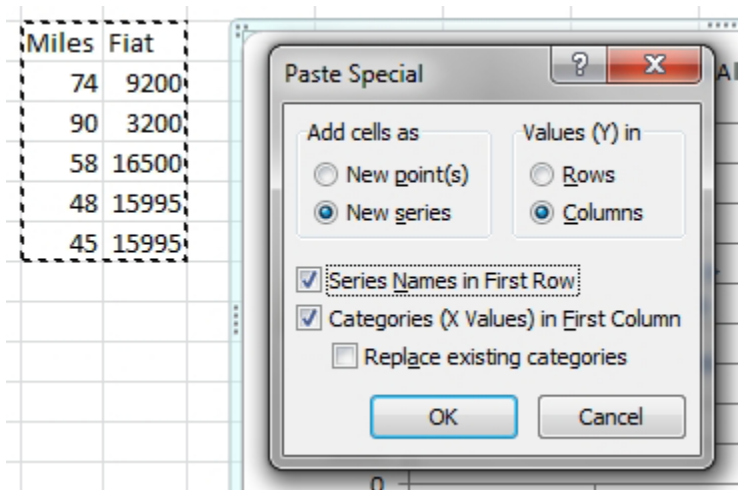 Miles Fiat
74 9200
90 3200
58 16500
48 15995
45 15995
Paste Special
?
X
Add cells as
New point(s)
New series
Values (Y) in
Rows
Columns
Series Names in First Row
Categories (X Values) in First Column
Replace existing categories
OK
Cancel
0